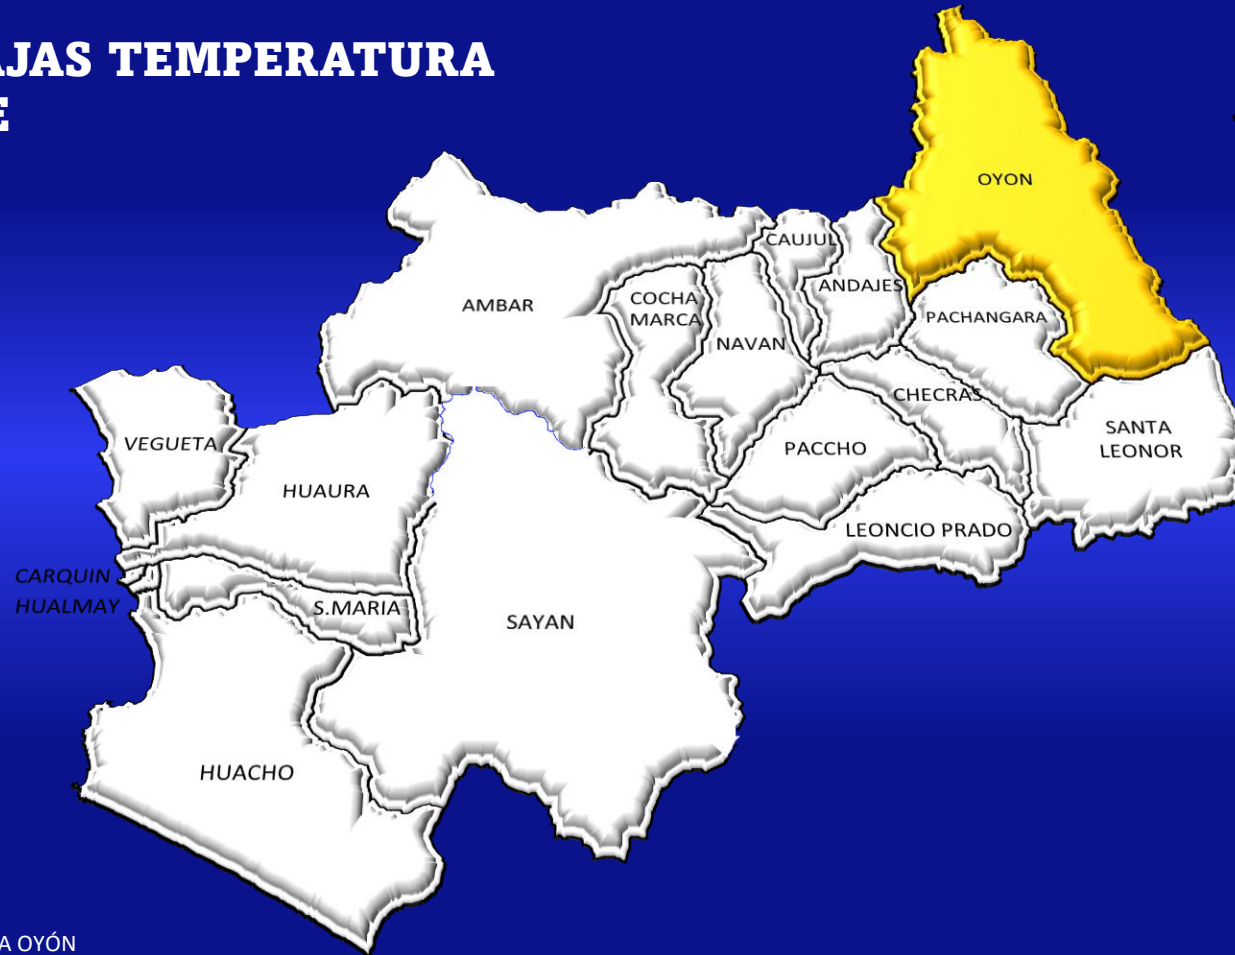 AJAS TEMPERATURA
E
OYON
CAUJUL
ANDAJES
AMBAR
COCHA
MARCA
PACHANGARA
NAVAN
CHECRAS
VEGUETA
SANTA
LEONOR
PACCHO
HUAURA
LEONCIO PRADO
CARQUIN
HUALMAY
S.MARIA
SAYAN
HUACHO
A OYÓN